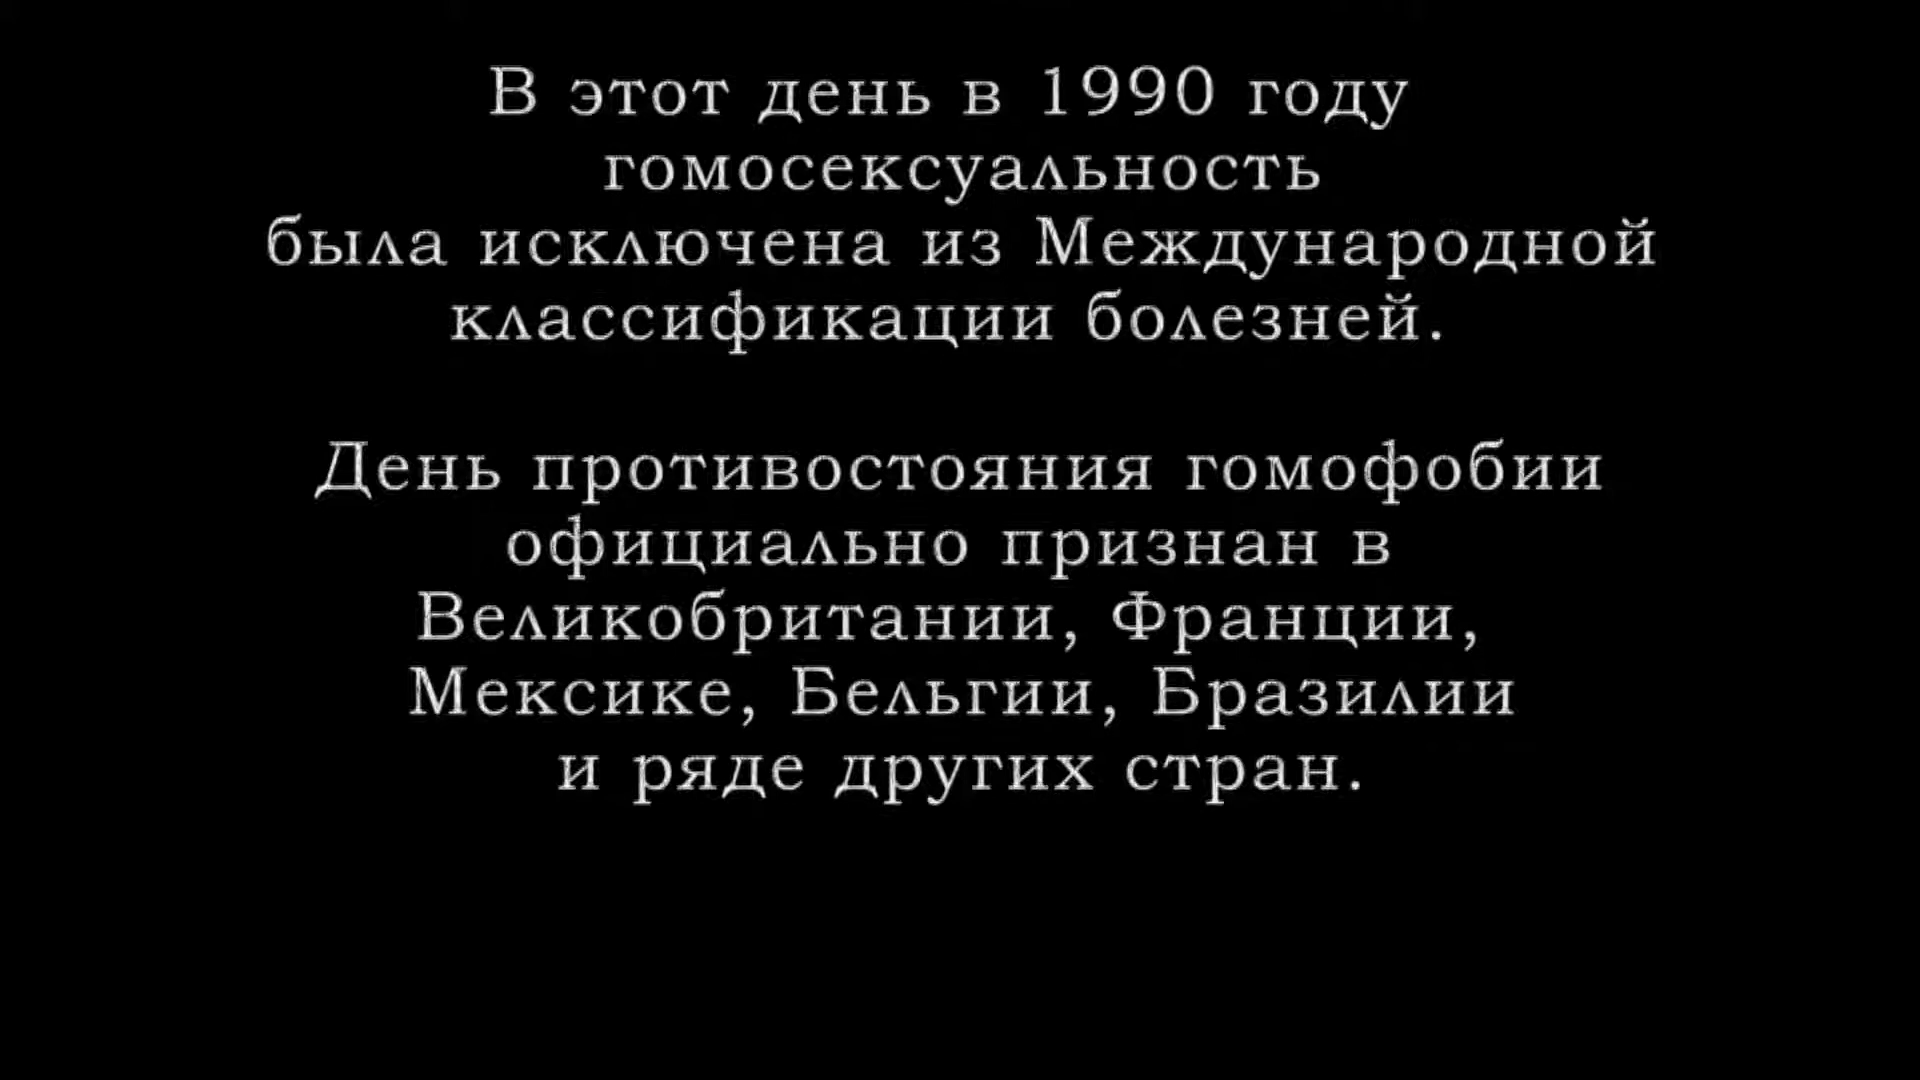 В этот день в 1990 году
гомосексуальность
была исключена из Международной
классификации болезней.
День противостояния гомофобии
официально признан в
Великобритании, Франции,
Мексике, Бельгии, Бразилии
и ряде других стран.